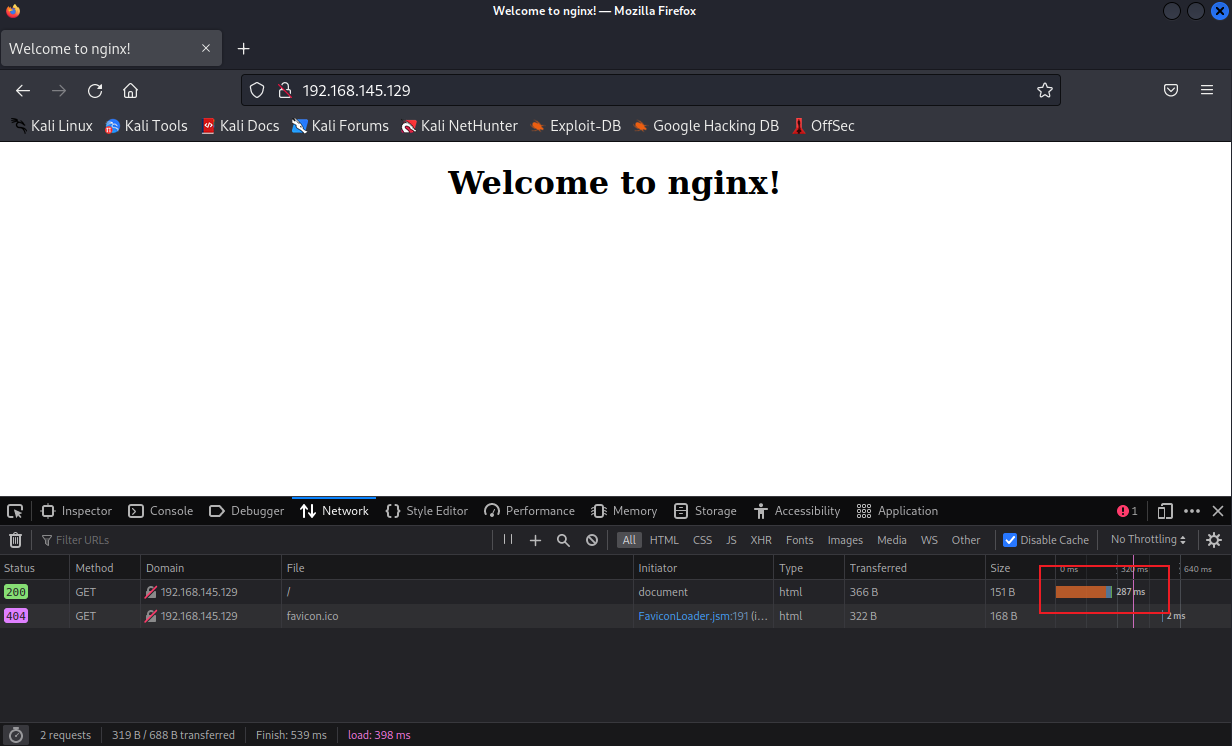 Welcome to nginx! — Mozilla Firefox
Welcome to nginx!
192.168.145.129
Kali Linux Kali Tools Kali Docs Kali Forums Kali NetHunter Exploit-DB Google Hacking DB OffSec
Welcome to nginx!
Inspector Console Debugger Network Style Editor Performance Memory Storage Accessibility Application 1
Filter URLs All HTML CSS JS XHR Fonts Images Media WS Other Disable Cache No Throttling
Status Method Domain File Initiator Type Transferred Size 0 ms 320 ms 640 ms
200 GET 192.168.145.129 / document html 366 B 151 B 287 ms
404 GET 192.168.145.129 favicon.ico FaviconLoader.jsm:191 (i… html 322 B 168 B 2 ms
2 requests 319 B / 688 B transferred Finish: 539 ms load: 398 ms